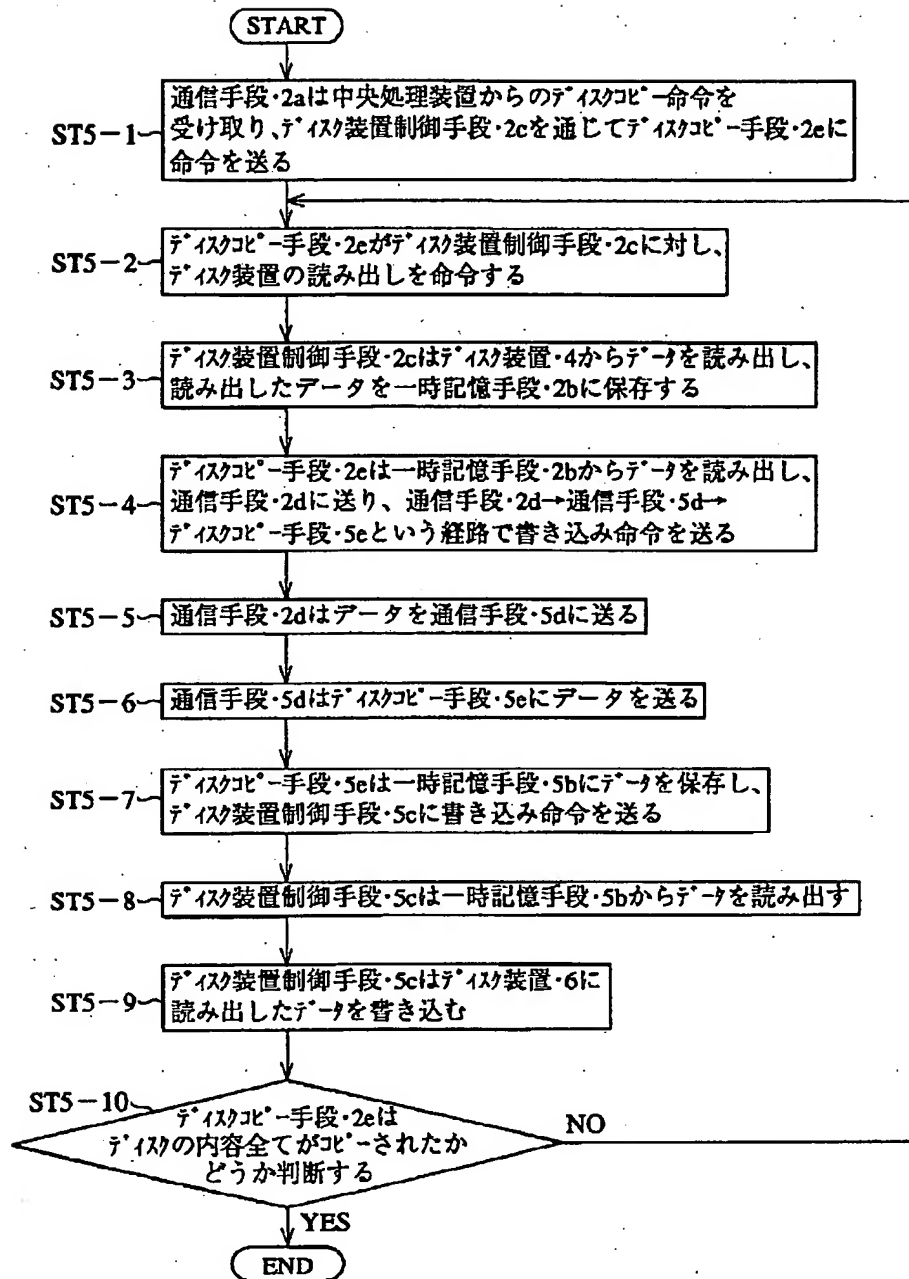 START
ST5-1
通信手段・2aは中央処理装置からのディスクコピー命令を
受け取り、ディスク装置制御手段・2cを通じてディスクコピー手段・2eに
命令を送る
ST5-2
ディスクコピー手段・2eがディスク装置制御手段・2cに対し、
ディスク装置の読み出しを命令する
ST5-3
ディスク装置制御手段・2cはディスク装置・4からデータを読み出し、
読み出したデータを一時記憶手段・2bに保存する
ST5-4
ディスクコピー手段・2eは一時記憶手段・2bからデータを読み出し、
通信手段・2dに送り、通信手段・2d→通信手段・5d→
ディスクコピー手段・5eという経路で書き込み命令を送る
ST5-5
通信手段・2dはデータを通信手段・5dに送る
ST5-6
通信手段・5dはディスクコピー手段・5eにデータを送る
ST5-7
ディスクコピー手段・5eは一時記憶手段・5bにデータを保存し、
ディスク装置制御手段・5cに書き込み命令を送る
ST5-8
ディスク装置制御手段・5cは一時記憶手段・5bからデータを読み出す
ST5-9
ディスク装置制御手段・5cはディスク装置・6に
読み出したデータを書き込む
ST5-10
ディスクコピー手段・2eは
ディスクの内容全てがコピーされたか
どうか判断する
NO
YES
END